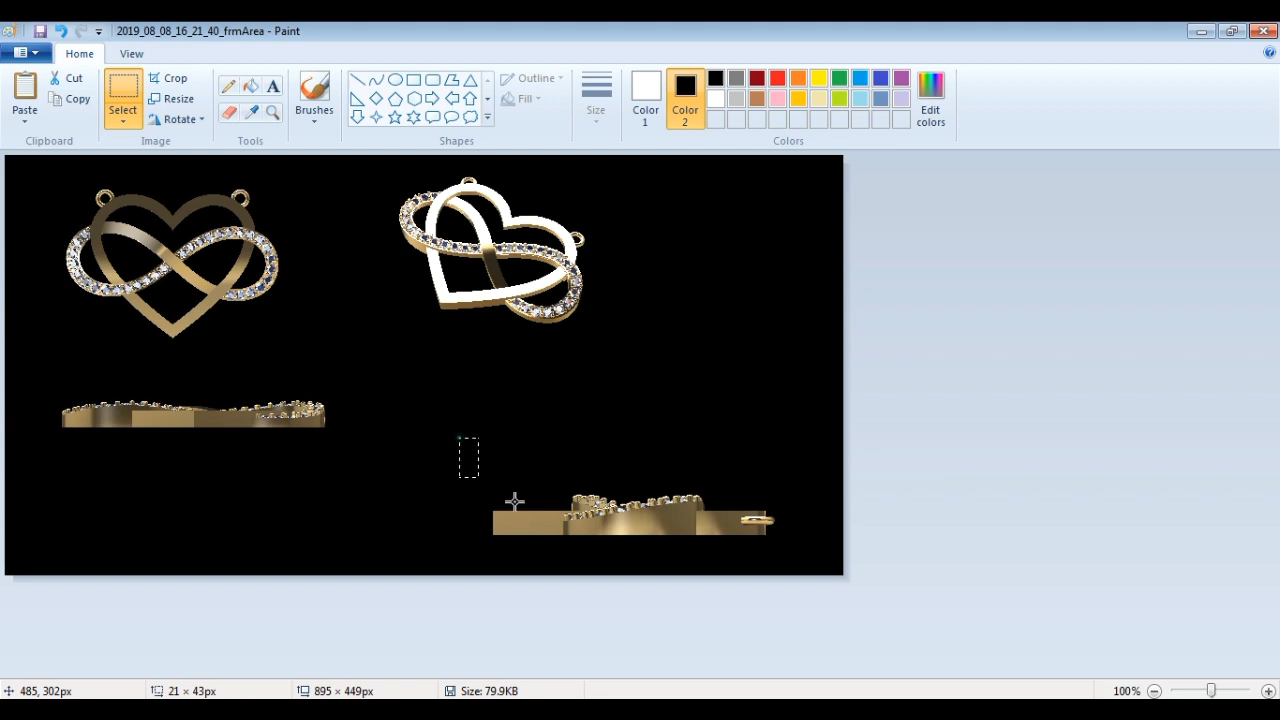 2019_08_08_16_21_40_frmArea - Paint
Home View
Paste
Cut
Copy
Clipboard
Select
Crop
Resize
Rotate
Image
A
Tools
Brushes
Outline
Fill
Shapes
Size
Color 1
Color 2
Edit colors
Colors
485, 302px
21 × 43px
895 × 449px
Size: 79.9KB
100%